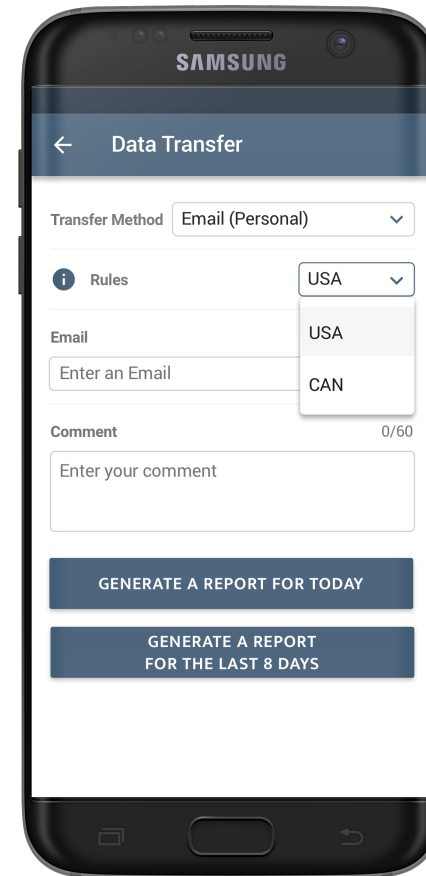 SAMSUNG
Data Transfer
Transfer Method Email (Personal)
i Rules USA
USA
CAN
Email
Enter an Email
Comment 0/60
Enter your comment
GENERATE A REPORT FOR TODAY
GENERATE A REPORT
FOR THE LAST 8 DAYS